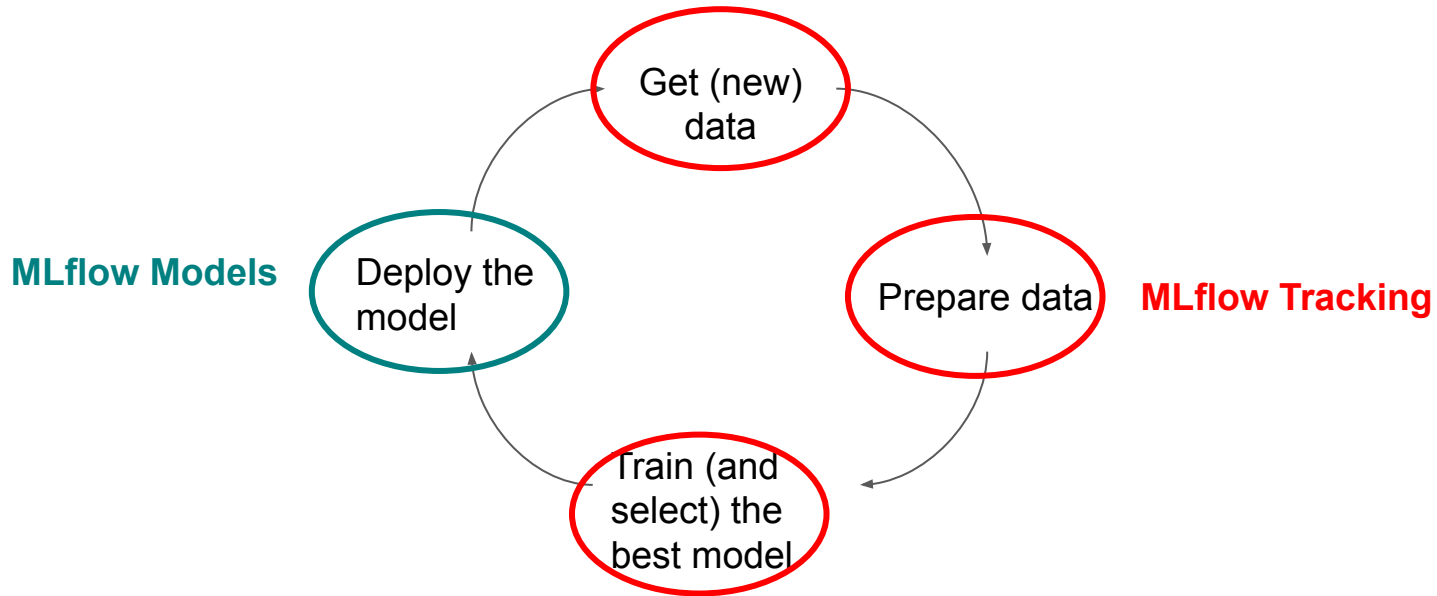 Get (new)
data
MLflow Models
Deploy the
model
Prepare data
MLflow Tracking
Train (and
select) the
best model